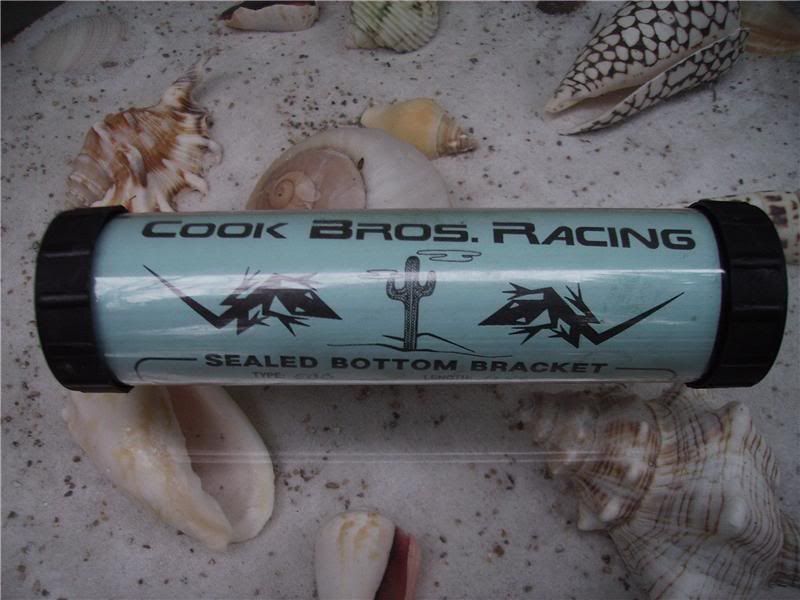 COOK BROS. RACING
SEALED BOTTOM BRACKET
TYPE: LENGTH: